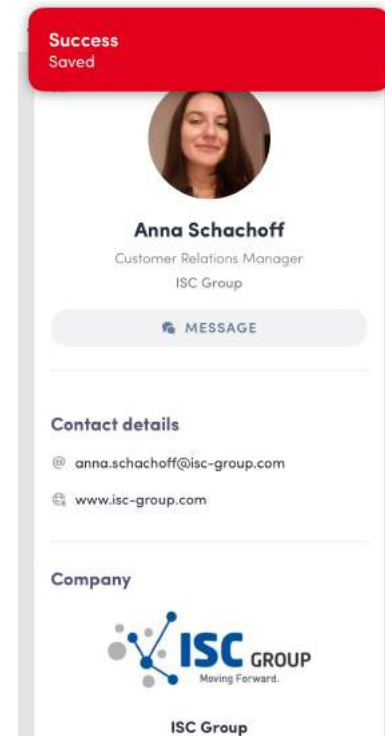 Success
Saved
Anna Schachoff
Customer Relations Manager
ISC Group
MESSAGE
Contact details
@ anna.schachoff@isc-group.com
www.isc-group.com
Company
ISC GROUP
Moving Forward.
ISC Group